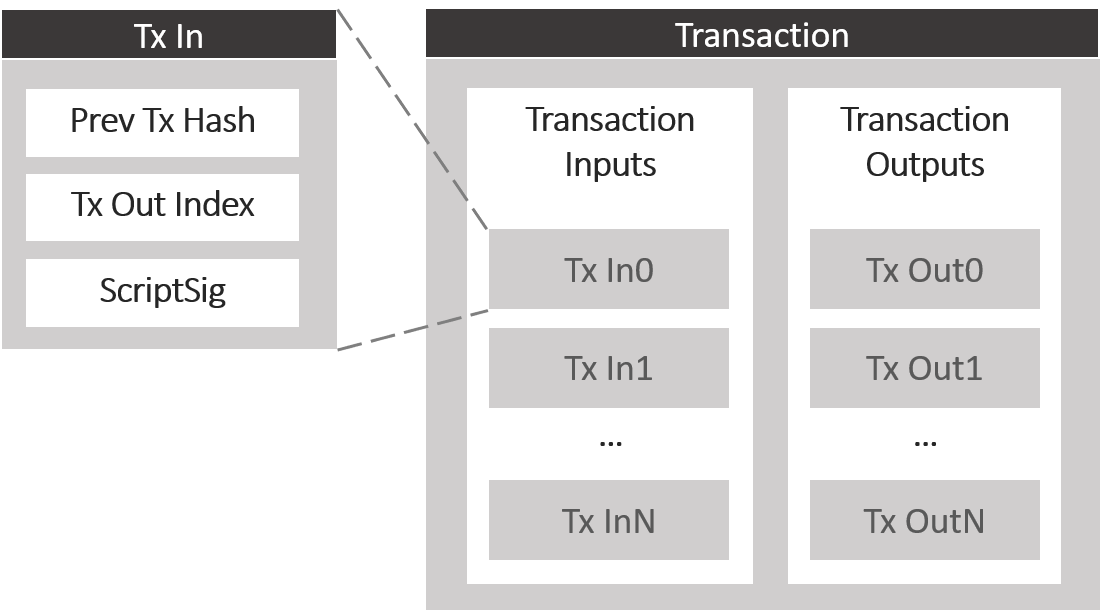 Tx In
Prev Tx Hash
Tx Out Index
ScriptSig
Transaction
Transaction
Inputs
Tx In0
Tx In1
...
Tx InN
Transaction
Outputs
Tx Out0
Tx Out1
...
Tx OutN